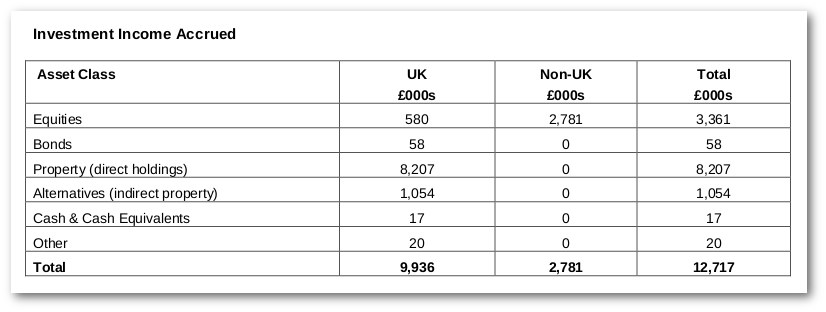 Investment Income Accrued
Asset Class UK Non-UK Total
£000s £000s £000s
Equities 580 2,781 3,361
Bonds 58 0 58
Property (direct holdings) 8,207 0 8,207
Alternatives (indirect property) 1,054 0 1,054
Cash & Cash Equivalents 17 0 17
Other 20 0 20
Total 9,936 2,781 12,717